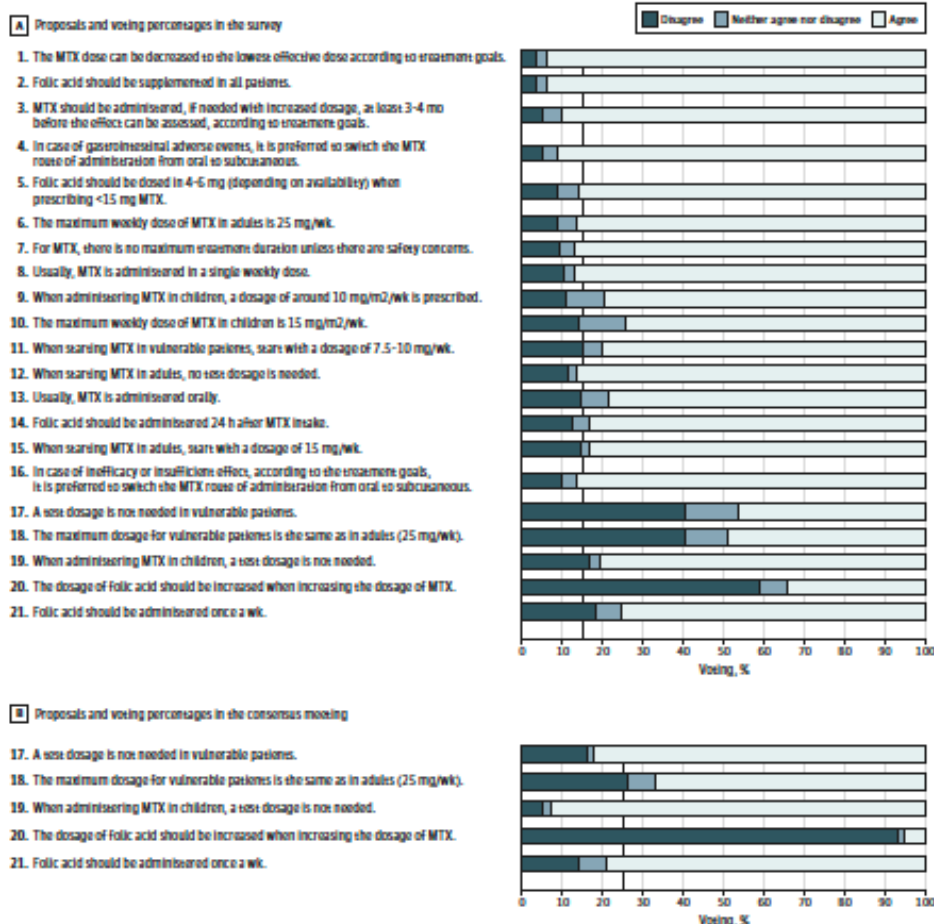 Disagree Neither agree nor disagree Agree
A Proposals and voting percentages in the survey
1. The MTX dose can be decreased to the lowest effective dose according to treatment goals.
2. Folic acid should be supplemented in all patients.
3. MTX should be administered, if needed with increased dosage, at least 3-4 mo
before the effect can be assessed, according to treatment goals.
4. In case of gastrointestinal adverse events, it is preferred to switch the MTX
route of administration from oral to subcutaneous.
5. Folic acid should be dosed in 4-6 mg (depending on availability) when
prescribing <15 mg MTX.
6. The maximum weekly dose of MTX in adults is 25 mg/wk.
7. For MTX, there is no maximum treatment duration unless there are safety concerns.
8. Usually, MTX is administered in a single weekly dose.
9. When administering MTX in children, a dosage of around 10 mg/m2/wk is prescribed.
10. The maximum weekly dose of MTX in children is 15 mg/m2/wk.
11. When starting MTX in vulnerable patients, start with a dosage of 7.5-10 mg/wk.
12. When starting MTX in adults, no test dosage is needed.
13. Usually, MTX is administered orally.
14. Folic acid should be administered 24 h after MTX intake.
15. When starting MTX in adults, start with a dosage of 15 mg/wk.
16. In case of inefficacy or insufficient effect, according to the treatment goals,
it is preferred to switch the MTX route of administration from oral to subcutaneous.
17. A test dosage is not needed in vulnerable patients.
18. The maximum dosage for vulnerable patients is the same as in adults (25 mg/wk).
19. When administering MTX in children, a test dosage is not needed.
20. The dosage of folic acid should be increased when increasing the dosage of MTX.
21. Folic acid should be administered once a wk.
0 10 20 30 40 50 60 70 80 90 100
Voting, %
B Proposals and voting percentages in the consensus meeting
17. A test dosage is not needed in vulnerable patients.
18. The maximum dosage for vulnerable patients is the same as in adults (25 mg/wk).
19. When administering MTX in children, a test dosage is not needed.
20. The dosage of folic acid should be increased when increasing the dosage of MTX.
21. Folic acid should be administered once a wk.
0 10 20 30 40 50 60 70 80 90 100
Voting, %